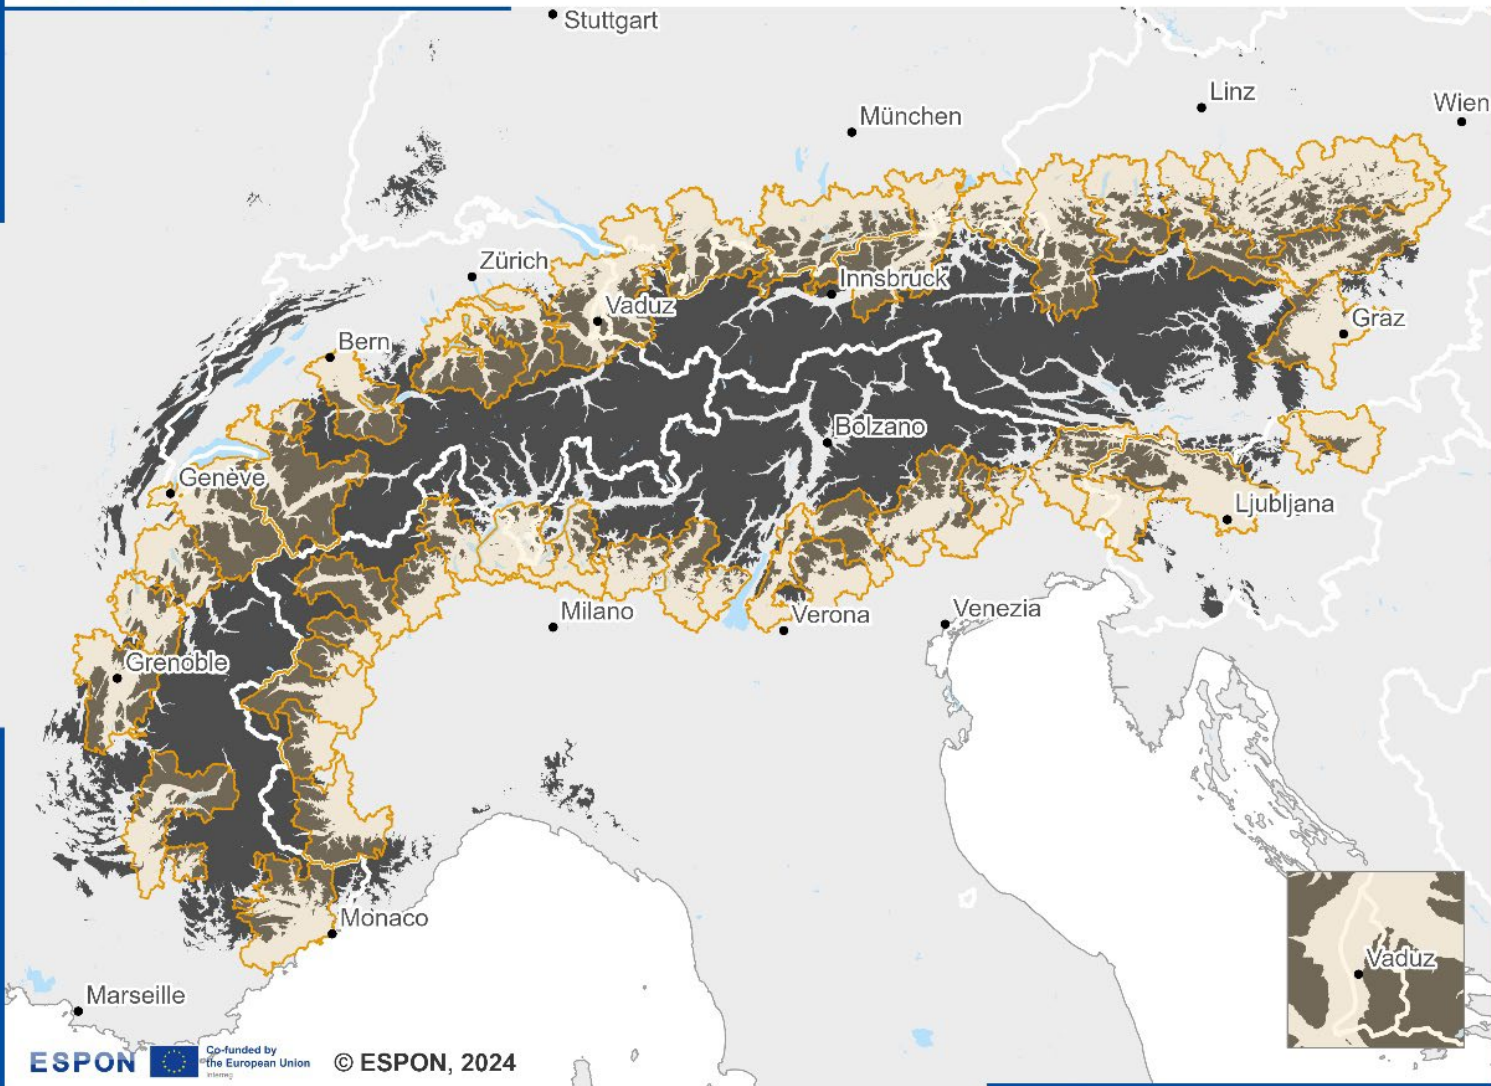 Stuttgart
Linz
Wien
München
Zürich
Innsbruck
Vaduz
Graz
Bern
Bolzano
Genève
Ljubljana
Milano
Verona
Venezia
Grenoble
Monaco
Vaduz
Marseille
ESPON
Co-funded by
the European Union
Interreg
© ESPON, 2024